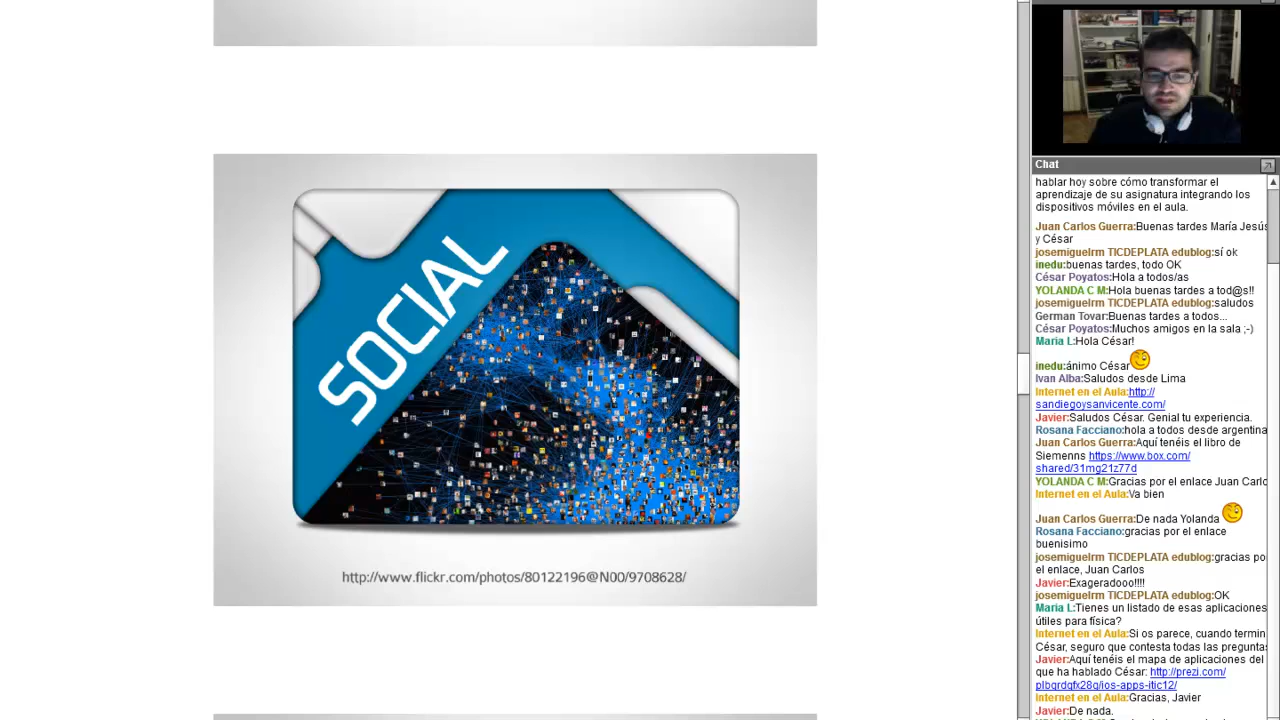 SOCIAL
http://www.flickr.com/photos/80122196@N00/9708628/
Chat
hablar hoy sobre cómo transformar el
aprendizaje de su asignatura integrando los
dispositivos móviles en el aula.
Juan Carlos Guerra:Buenas tardes María Jesús
y César
josemiguelrm TICDEPLATA edublog:sí ok
inedu:buenas tardes, todo OK
César Poyatos:Hola a todos/as
YOLANDA C M:Hola buenas tardes a tod@s!!
josemiguelrm TICDEPLATA edublog:saludos
German Tovar:Buenas tardes a todos...
César Poyatos:Muchos amigos en la sala ;-)
Maria L:Hola César!
inedu:ánimo César
Ivan Alba:Saludos desde Lima
Internet en el Aula:http://
sandiegoysanvicente.com/
Javier:Saludos César. Genial tu experiencia.
Rosana Facciano:hola a todos desde argentina
Juan Carlos Guerra:Aquí tenéis el libro de
Siemenns https://www.box.com/
shared/31mg21z77d
YOLANDA C M:Gracias por el enlace Juan Carlo
Internet en el Aula:Va bien
Juan Carlos Guerra:De nada Yolanda
Rosana Facciano:gracias por el enlace
buenisimo
josemiguelrm TICDEPLATA edublog:gracias po
el enlace, Juan Carlos
Javier:Exageradooo!!!!
josemiguelrm TICDEPLATA edublog:OK
Maria L:Tienes un listado de esas aplicaciones
útiles para física?
Internet en el Aula:Si os parece, cuando termin
César, seguro que contesta todas las preguntas
Javier:Aquí tenéis el mapa de aplicaciones del
que ha hablado César: http://prezi.com/
plbqrdqfx28q/ios-apps-itic12/
Internet en el Aula:Gracias, Javier
Javier:De nada.